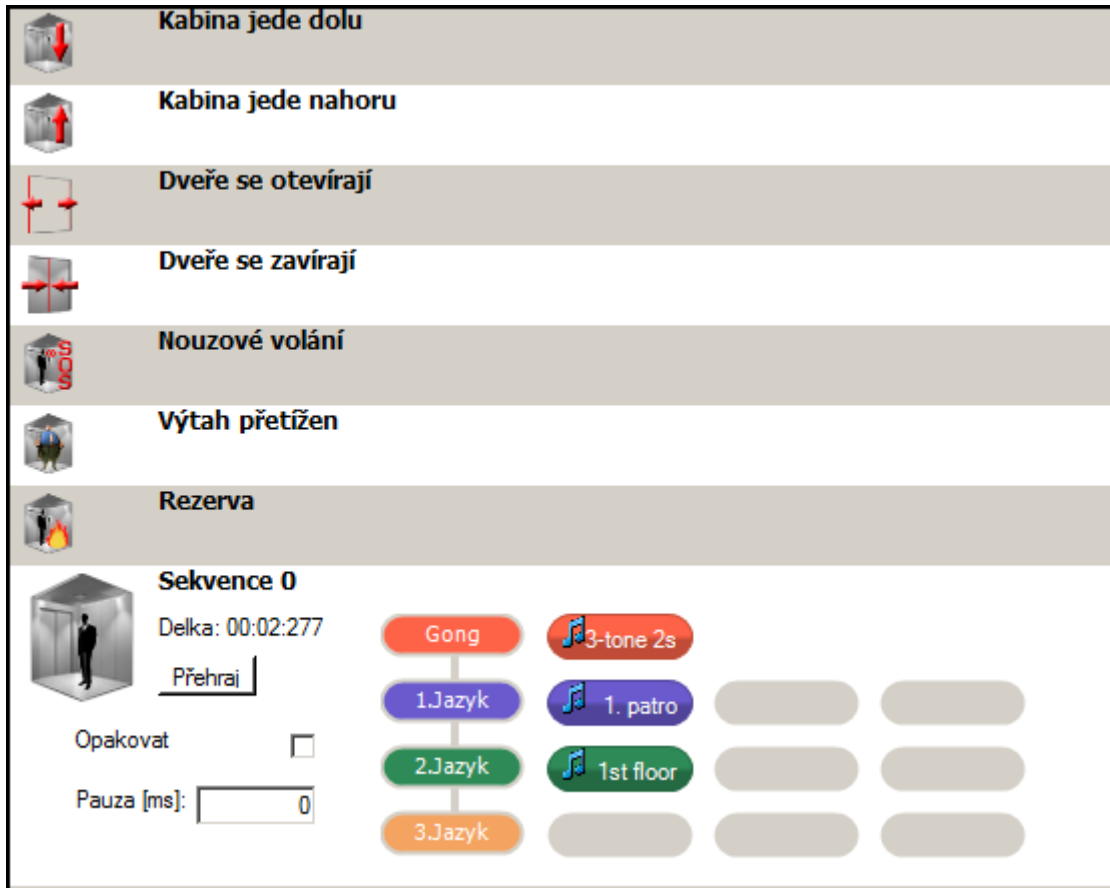 Kabina jede dolu
Kabina jede nahoru
Dveře se otevírají
Dveře se zavírají
SOS
Nouzové volání
Výtah přetížen
Rezerva
Sekvence 0
Delka: 00:02:277
Přehraj
Opakovat
Pauza [ms]: 0
Gong 3-tone 2s
1.Jazyk 1. patro
2.Jazyk 1st floor
3.Jazyk